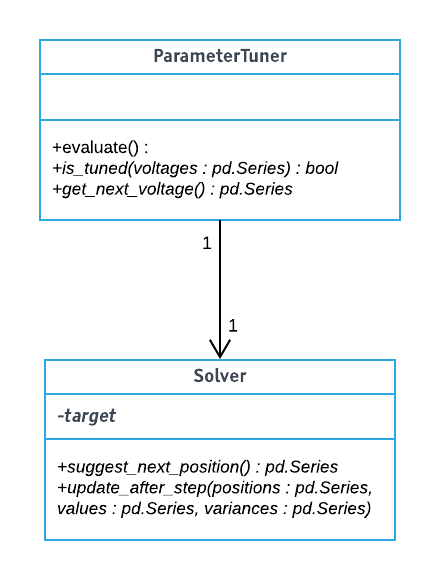 ParameterTuner
+evaluate() :
+is_tuned(voltages : pd.Series) : bool
+get_next_voltage() : pd.Series
1
1
Solver
-target
+suggest_next_position() : pd.Series
+update_after_step(positions : pd.Series,
values : pd.Series, variances : pd.Series)